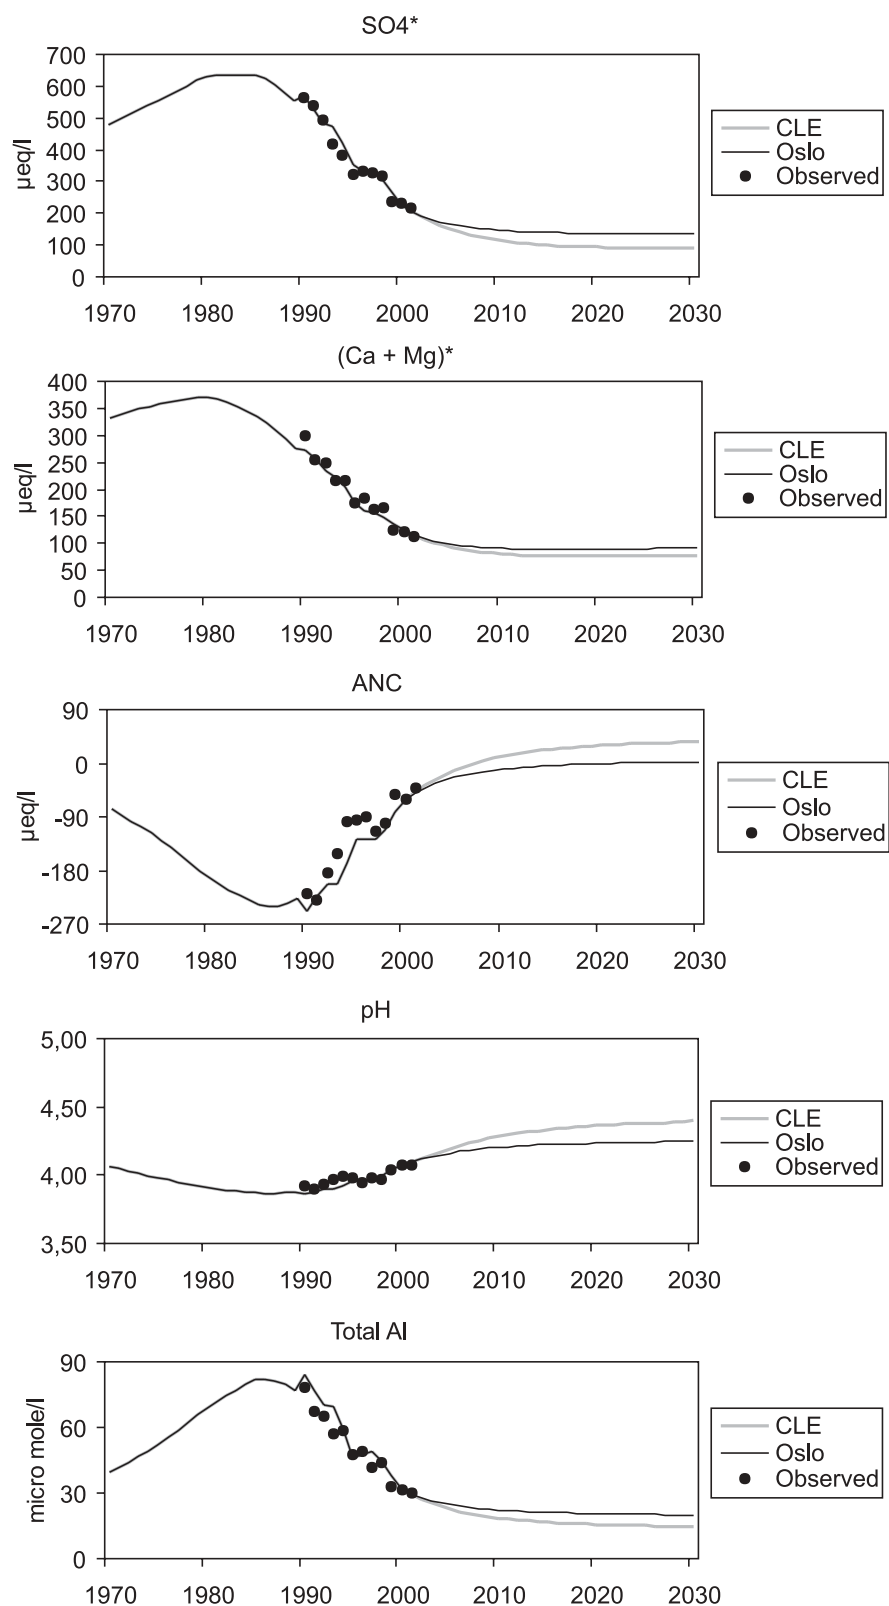 SO4*
700
600
500
400
300
200
100
0
µeq/l
1970 1980 1990 2000 2010 2020 2030
CLE
Oslo
Observed
(Ca + Mg)*
400
350
300
250
200
150
100
50
0
µeq/l
1970 1980 1990 2000 2010 2020 2030
CLE
Oslo
Observed
ANC
90
0
-90
-180
-270
µeq/l
1970 1980 1990 2000 2010 2020 2030
CLE
Oslo
Observed
pH
5,00
4,50
4,00
3,50
1970 1980 1990 2000 2010 2020 2030
CLE
Oslo
Observed
Total Al
90
60
30
0
micro mole/l
1970 1980 1990 2000 2010 2020 2030
CLE
Oslo
Observed